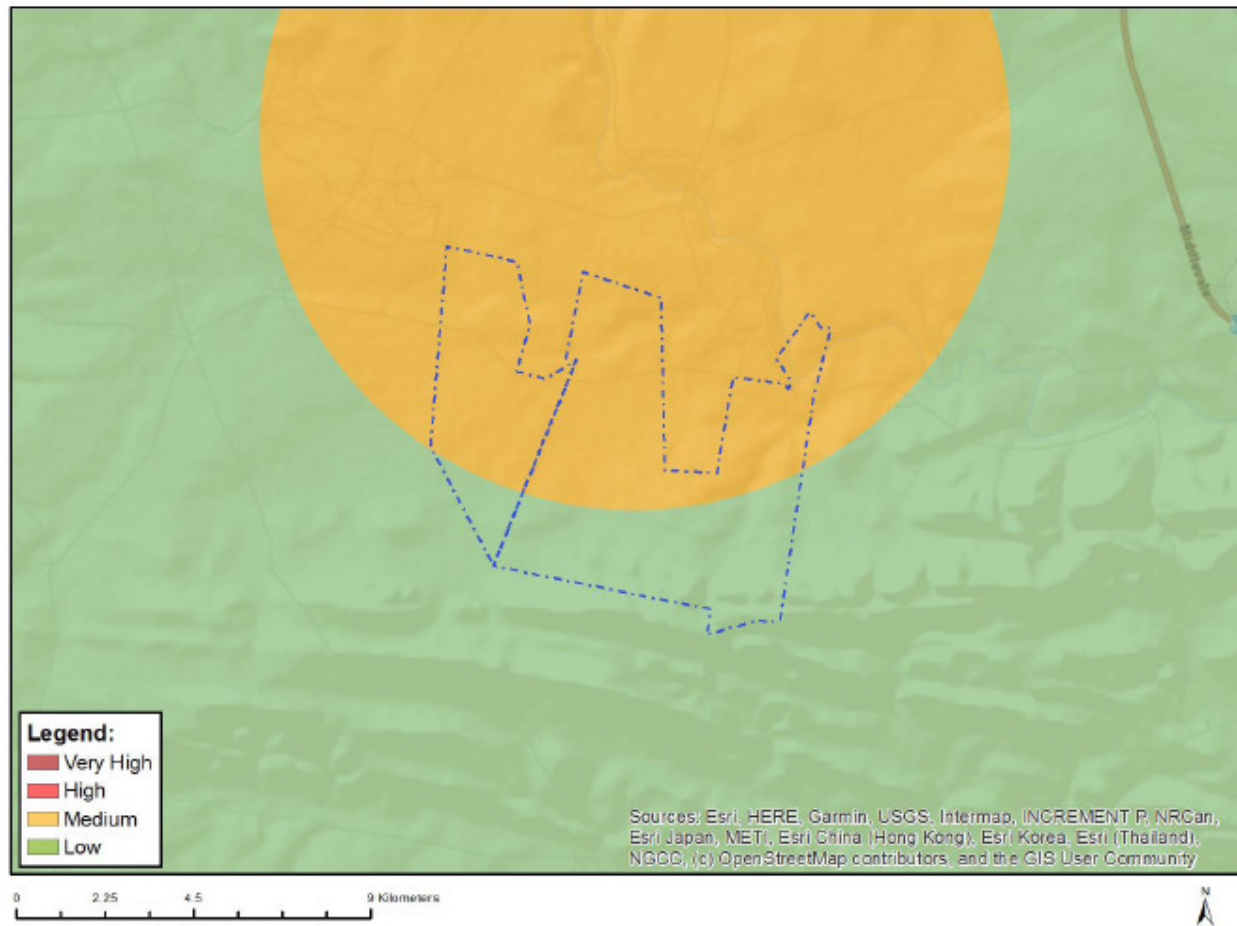 Middlevale
Legend:
Very High
High
Medium
Low
Sources: Esri, HERE, Garmin, USGS, Intermap, INCREMENT P, NRCan,
Esri Japan, METI, Esri China (Hong Kong), Esri Korea, Esri (Thailand),
NGCC, (c) OpenStreetMap contributors, and the GIS User Community
0 2.25 4.5 9 Kilometers
N